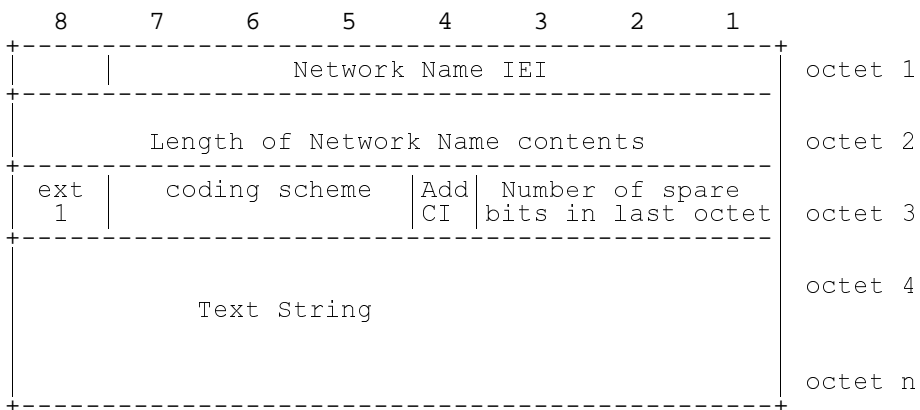 8 7 6 5 4 3 2 1
Network Name IEI octet 1
Length of Network Name contents octet 2
ext coding scheme Add Number of spare
1 CI bits in last octet octet 3
octet 4
Text String
octet n